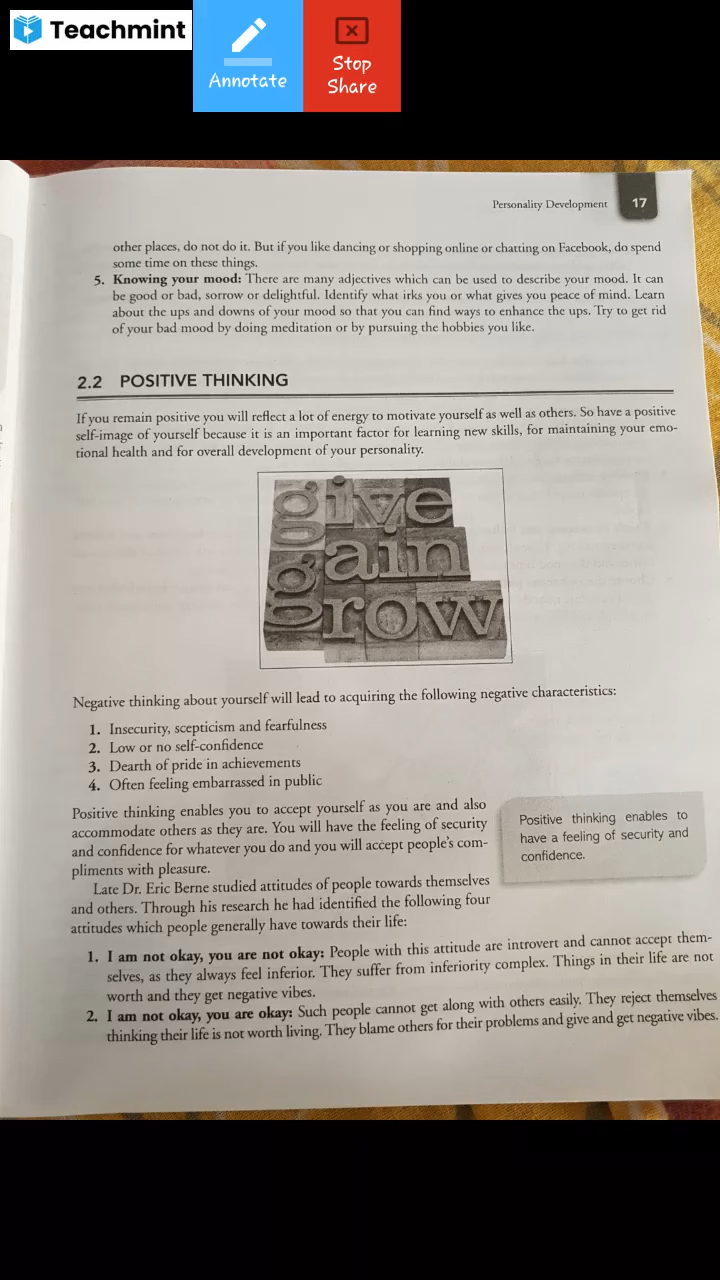 Teachmint
Annotate
Stop
Share
Personality Development 17
other places, do not do it. But if you like dancing or shopping online or chatting on Facebook, do spend
some time on these things.
5. Knowing your mood: There are many adjectives which can be used to describe your mood. It can
be good or bad, sorrow or delightful. Identify what irks you or what gives you peace of mind. Learn
about the ups and downs of your mood so that you can find ways to enhance the ups. Try to get rid
of your bad mood by doing meditation or by pursuing the hobbies you like.
2.2 POSITIVE THINKING
If you remain positive you will reflect a lot of energy to motivate yourself as well as others. So have a positive
self-image of yourself because it is an important factor for learning new skills, for maintaining your emo-
tional health and for overall development of your personality.
give
gain
grow
Negative thinking about yourself will lead to acquiring the following negative characteristics:
1. Insecurity, scepticism and fearfulness
2. Low or no self-confidence
3. Dearth of pride in achievements
4. Often feeling embarrassed in public
Positive thinking enables you to accept yourself as you are and also
accommodate others as they are. You will have the feeling of security
and confidence for whatever you do and you will accept people's com-
pliments with pleasure.
Positive thinking enables to
have a feeling of security and
confidence.
Late Dr. Eric Berne studied attitudes of people towards themselves
and others. Through his research he had identified the following four
attitudes which people generally have towards their life:
1. I am not okay, you are not okay: People with this attitude are introvert and cannot accept them-
selves, as they always feel inferior. They suffer from inferiority complex. Things in their life are not
worth and they get negative vibes.
2. I am not okay, you are okay: Such people cannot get along with others easily. They reject themselves
thinking their life is not worth living. They blame others for their problems and give and get negative vibes.